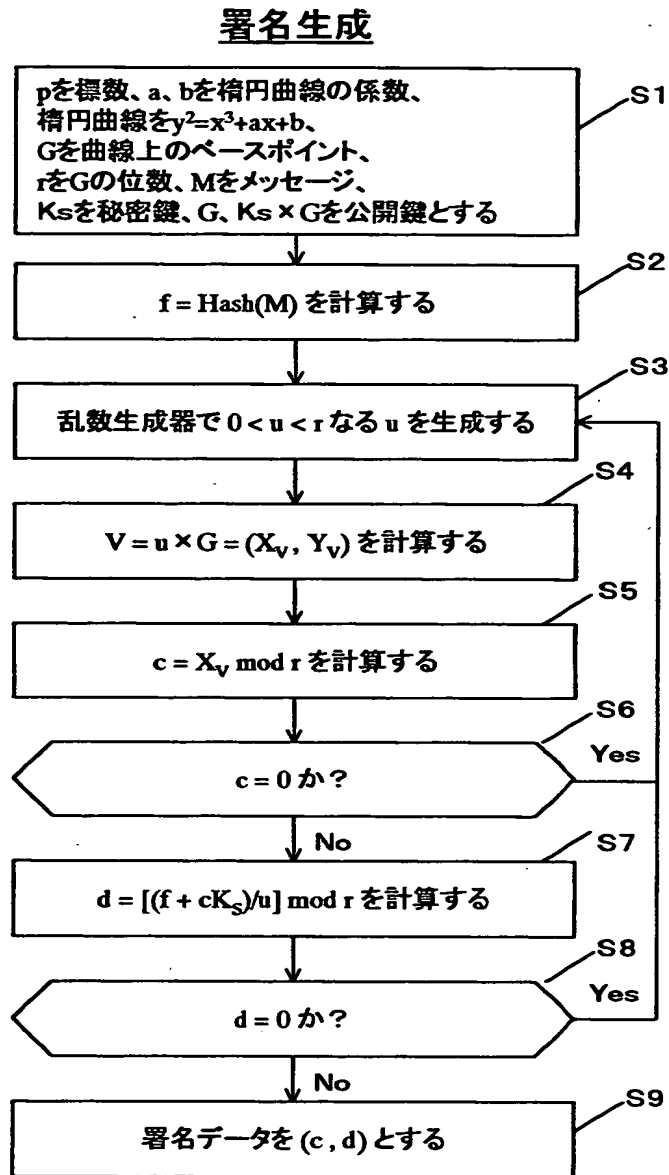 署名生成
S1
pを標数、a、bを楕円曲線の係数、
楕円曲線をy²=x³+ax+b、
Gを曲線上のベースポイント、
rをGの位数、Mをメッセージ、
Ksを秘密鍵、G、Ks×Gを公開鍵とする
S2
f = Hash(M) を計算する
S3
乱数生成器で 0 < u < r なる u を生成する
S4
V = u × G = (X_V , Y_V) を計算する
S5
c = X_V mod r を計算する
S6
c = 0 か?
Yes
No
S7
d = [(f + cK_S)/u] mod r を計算する
S8
d = 0 か?
Yes
No
S9
署名データを (c , d) とする